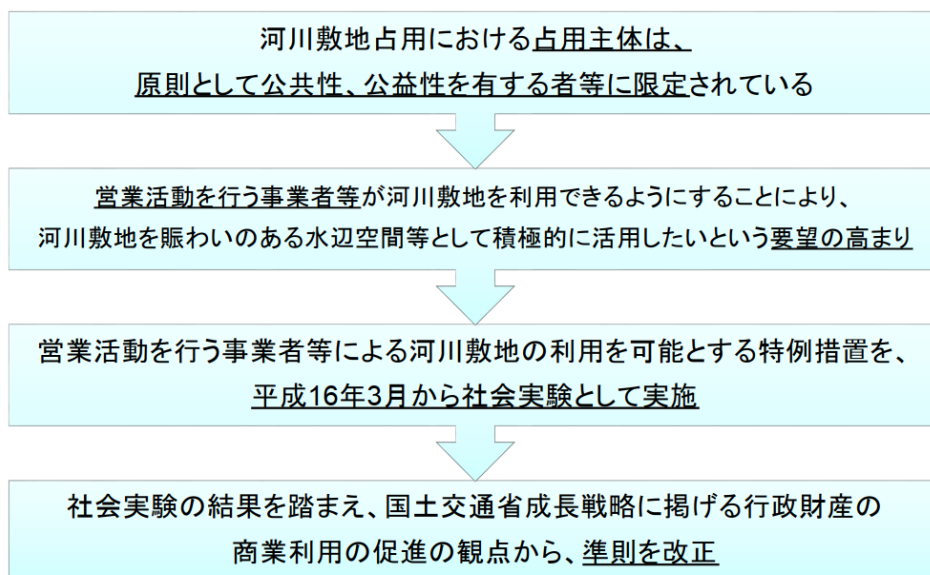 河川敷地占用における占用主体は、
原則として公共性、公益性を有する者等に限定されている
営業活動を行う事業者等が河川敷地を利用できるようにすることにより、
河川敷地を賑わいのある水辺空間等として積極的に活用したいという要望の高まり
営業活動を行う事業者等による河川敷地の利用を可能とする特例措置を、
平成16年3月から社会実験として実施
社会実験の結果を踏まえ、国土交通省成長戦略に掲げる行政財産の
商業利用の促進の観点から、準則を改正